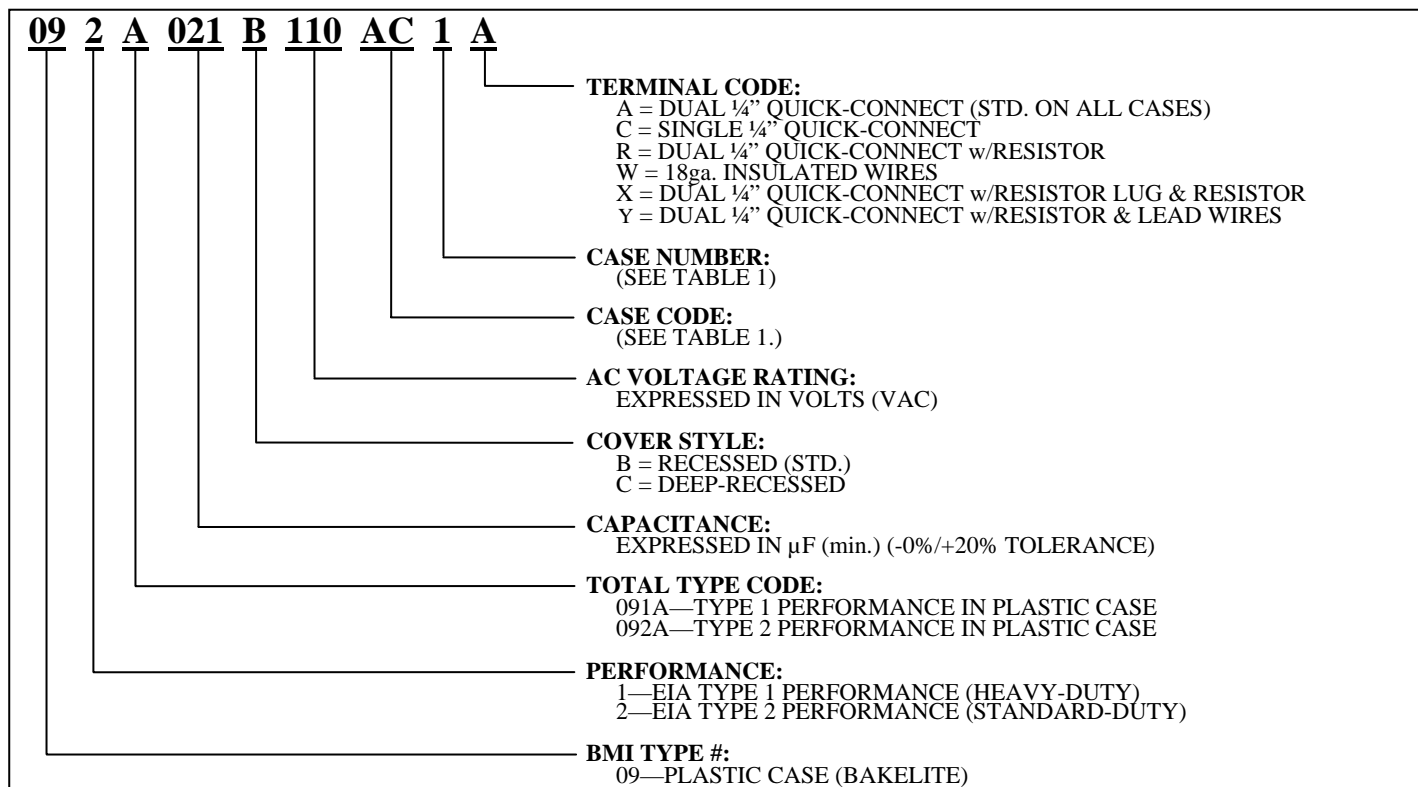 09 2 A 021 B 110 AC 1 A
TERMINAL CODE:
A = DUAL ¼” QUICK-CONNECT (STD. ON ALL CASES)
C = SINGLE ¼” QUICK-CONNECT
R = DUAL ¼” QUICK-CONNECT w/RESISTOR
W = 18ga. INSULATED WIRES
X = DUAL ¼” QUICK-CONNECT w/RESISTOR LUG & RESISTOR
Y = DUAL ¼” QUICK-CONNECT w/RESISTOR & LEAD WIRES
CASE NUMBER:
(SEE TABLE 1)
CASE CODE:
(SEE TABLE 1.)
AC VOLTAGE RATING:
EXPRESSED IN VOLTS (VAC)
COVER STYLE:
B = RECESSED (STD.)
C = DEEP-RECESSED
CAPACITANCE:
EXPRESSED IN µF (min.) (-0%/+20% TOLERANCE)
TOTAL TYPE CODE:
091A—TYPE 1 PERFORMANCE IN PLASTIC CASE
092A—TYPE 2 PERFORMANCE IN PLASTIC CASE
PERFORMANCE:
1—EIA TYPE 1 PERFORMANCE (HEAVY-DUTY)
2—EIA TYPE 2 PERFORMANCE (STANDARD-DUTY)
BMI TYPE #:
09—PLASTIC CASE (BAKELITE)